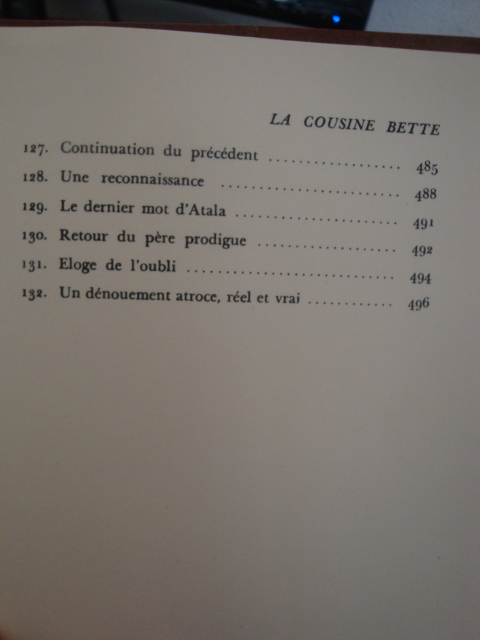 LA COUSINE BETTE
127. Continuation du précédent .................. 485
128. Une reconnaissance ........................ 488
129. Le dernier mot d'Atala ..................... 491
130. Retour du père prodigue .................. 492
131. Eloge de l'oubli ............................ 494
132. Un dénouement atroce, réel et vrai ............ 496